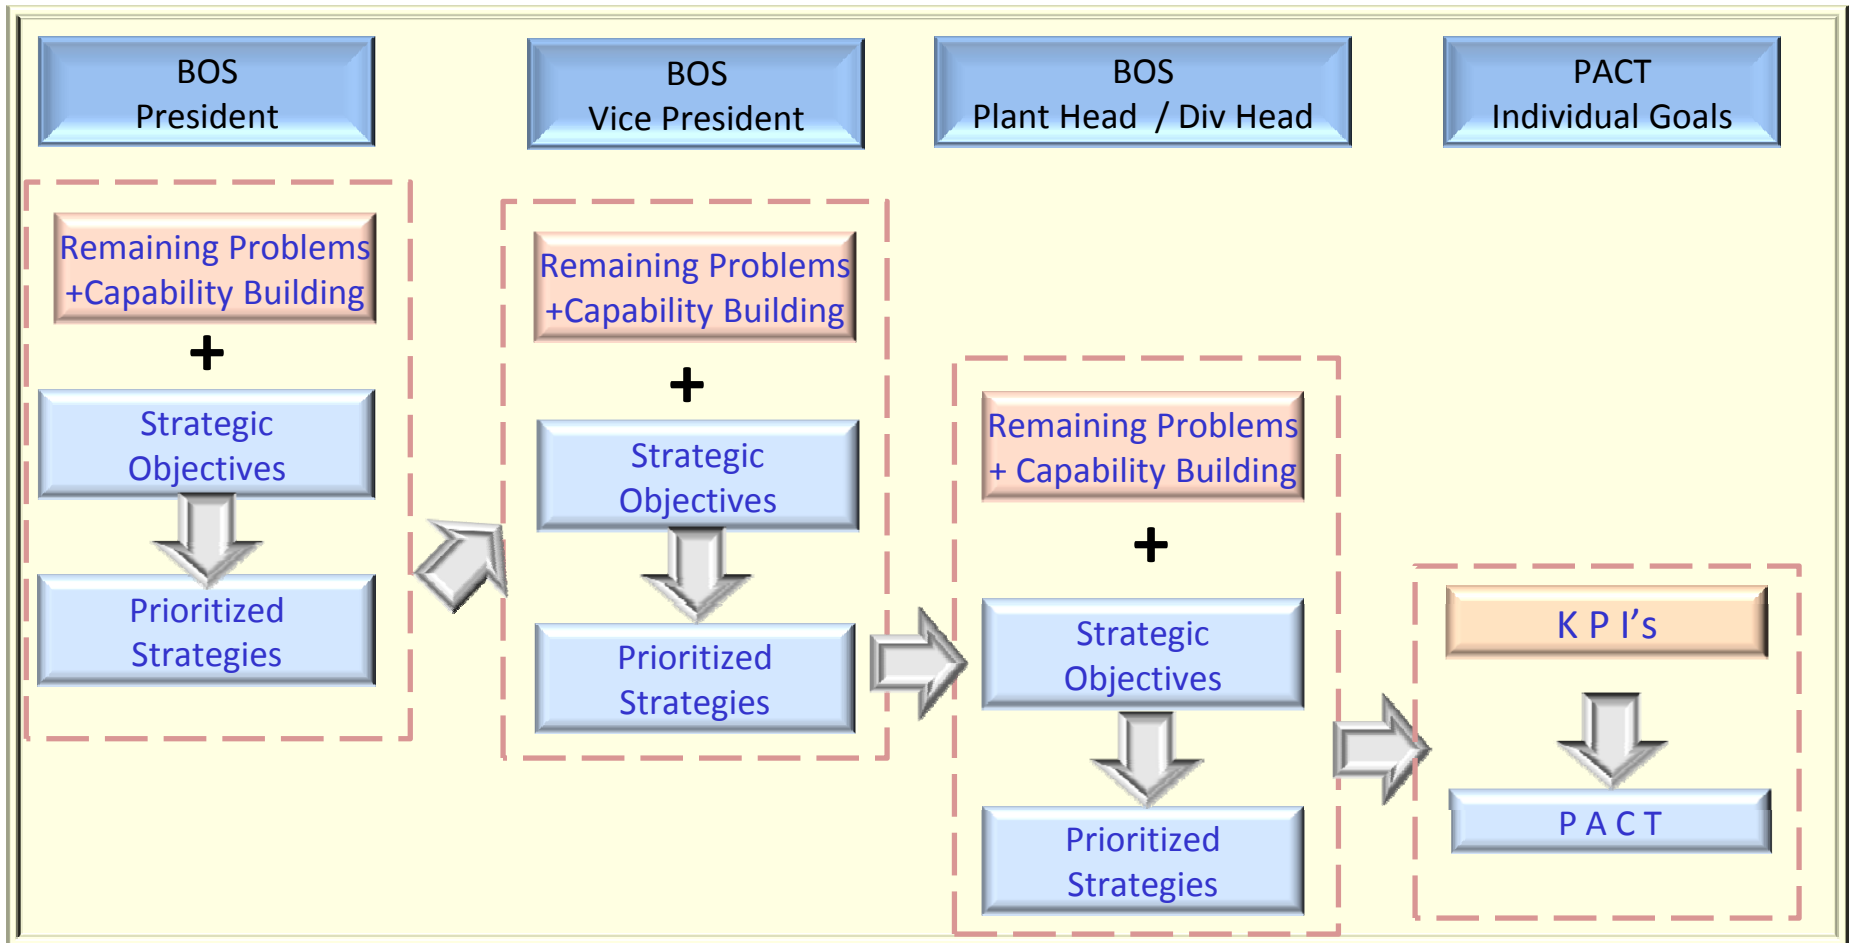 BOS
President
BOS
Vice President
BOS
Plant Head / Div Head
PACT
Individual Goals
Remaining Problems
+Capability Building
+
Strategic
Objectives
Prioritized
Strategies
Remaining Problems
+Capability Building
+
Strategic
Objectives
Prioritized
Strategies
Remaining Problems
+ Capability Building
+
Strategic
Objectives
Prioritized
Strategies
K P I’s
P A C T